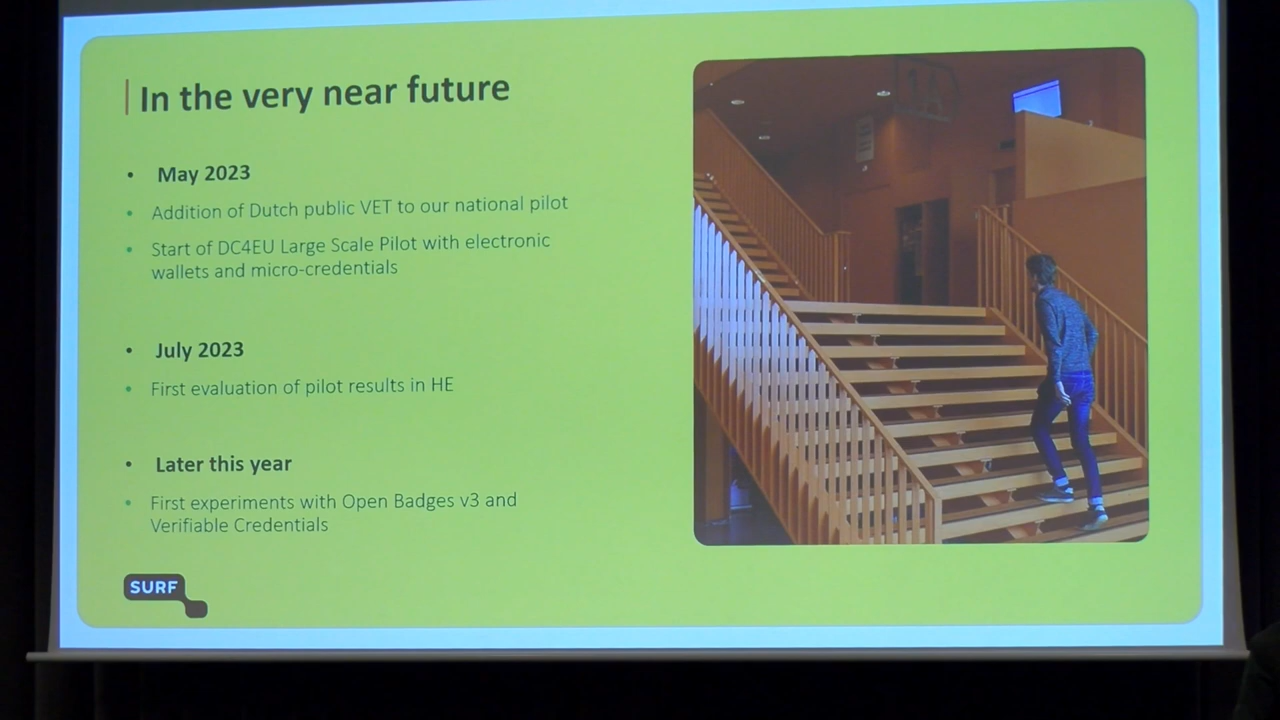 In the very near future
• May 2023
• Addition of Dutch public VET to our national pilot
• Start of DC4EU Large Scale Pilot with electronic
wallets and micro-credentials
• July 2023
• First evaluation of pilot results in HE
• Later this year
• First experiments with Open Badges v3 and
Verifiable Credentials
SURF